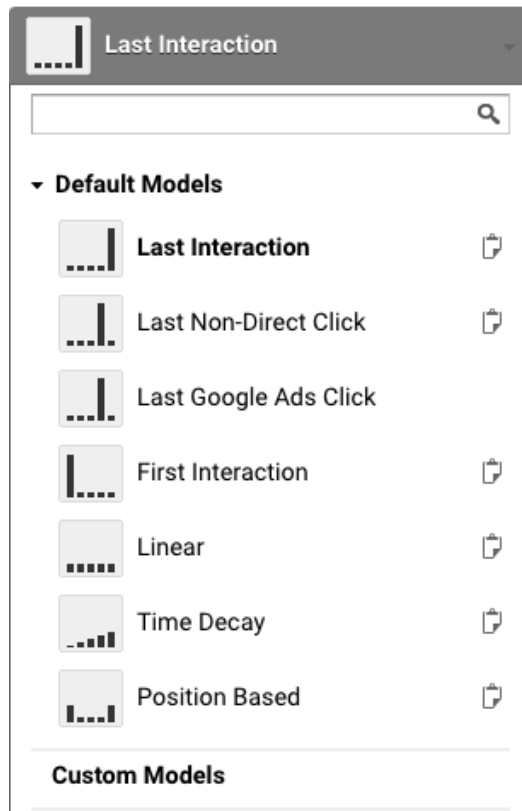 Last Interaction
Default Models
Last Interaction
Last Non-Direct Click
Last Google Ads Click
First Interaction
Linear
Time Decay
Position Based
Custom Models